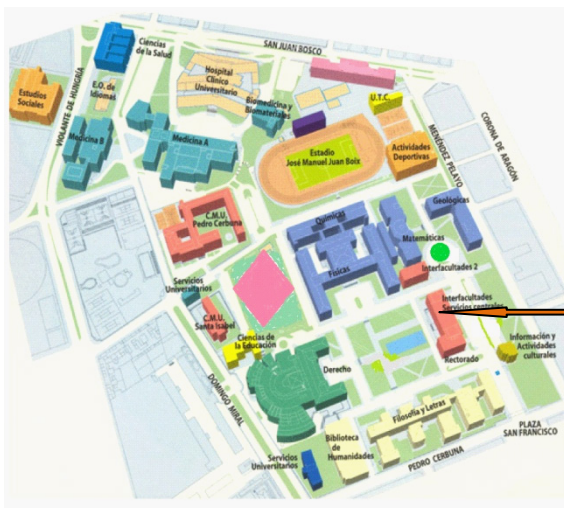 Ciencias
de la Salud
SAN JUAN BOSCO
Hospital
Clínico
Universitario
Estudios
Sociales
E.O. de
Idiomas
VIOLANTE DE HUNGRÍA
Biomedicina y
Biomateriales
U.T.C.
CORONA DE ARAGÓN
MENÉNDEZ PELAYO
Medicina B
Medicina A
Estadio
José Manuel Juan Boix
Actividades
Deportivas
C.M.U.
Pedro Cerbuna
Químicas
Geológicas
Matemáticas
Físicas
Interfacultades 2
Servicios
Universitarios
Interfacultades
Servicios centrales
C.M.U.
Santa Isabel
Ciencias de
la Educación
Información y
Actividades
culturales
Rectorado
Derecho
DOMINGO MIRAL
Filosofía y Letras
PLAZA
SAN FRANCISCO
Biblioteca
de
Humanidades
Servicios
Universitarios
PEDRO CERBUNA